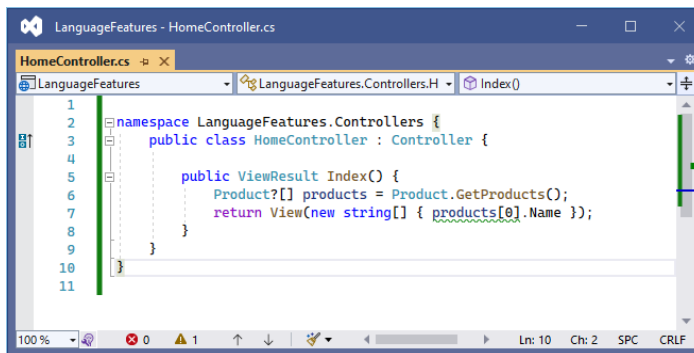 LanguageFeatures - HomeController.cs
HomeController.cs
LanguageFeatures
LanguageFeatures.Controllers.H
Index()
1
2 namespace LanguageFeatures.Controllers {
3 public class HomeController : Controller {
4
5 public ViewResult Index() {
6 Product?[] products = Product.GetProducts();
7 return View(new string[] { products[0].Name });
8 }
9 }
10 }
11
100 % 0 1 Ln: 10 Ch: 2 SPC CRLF